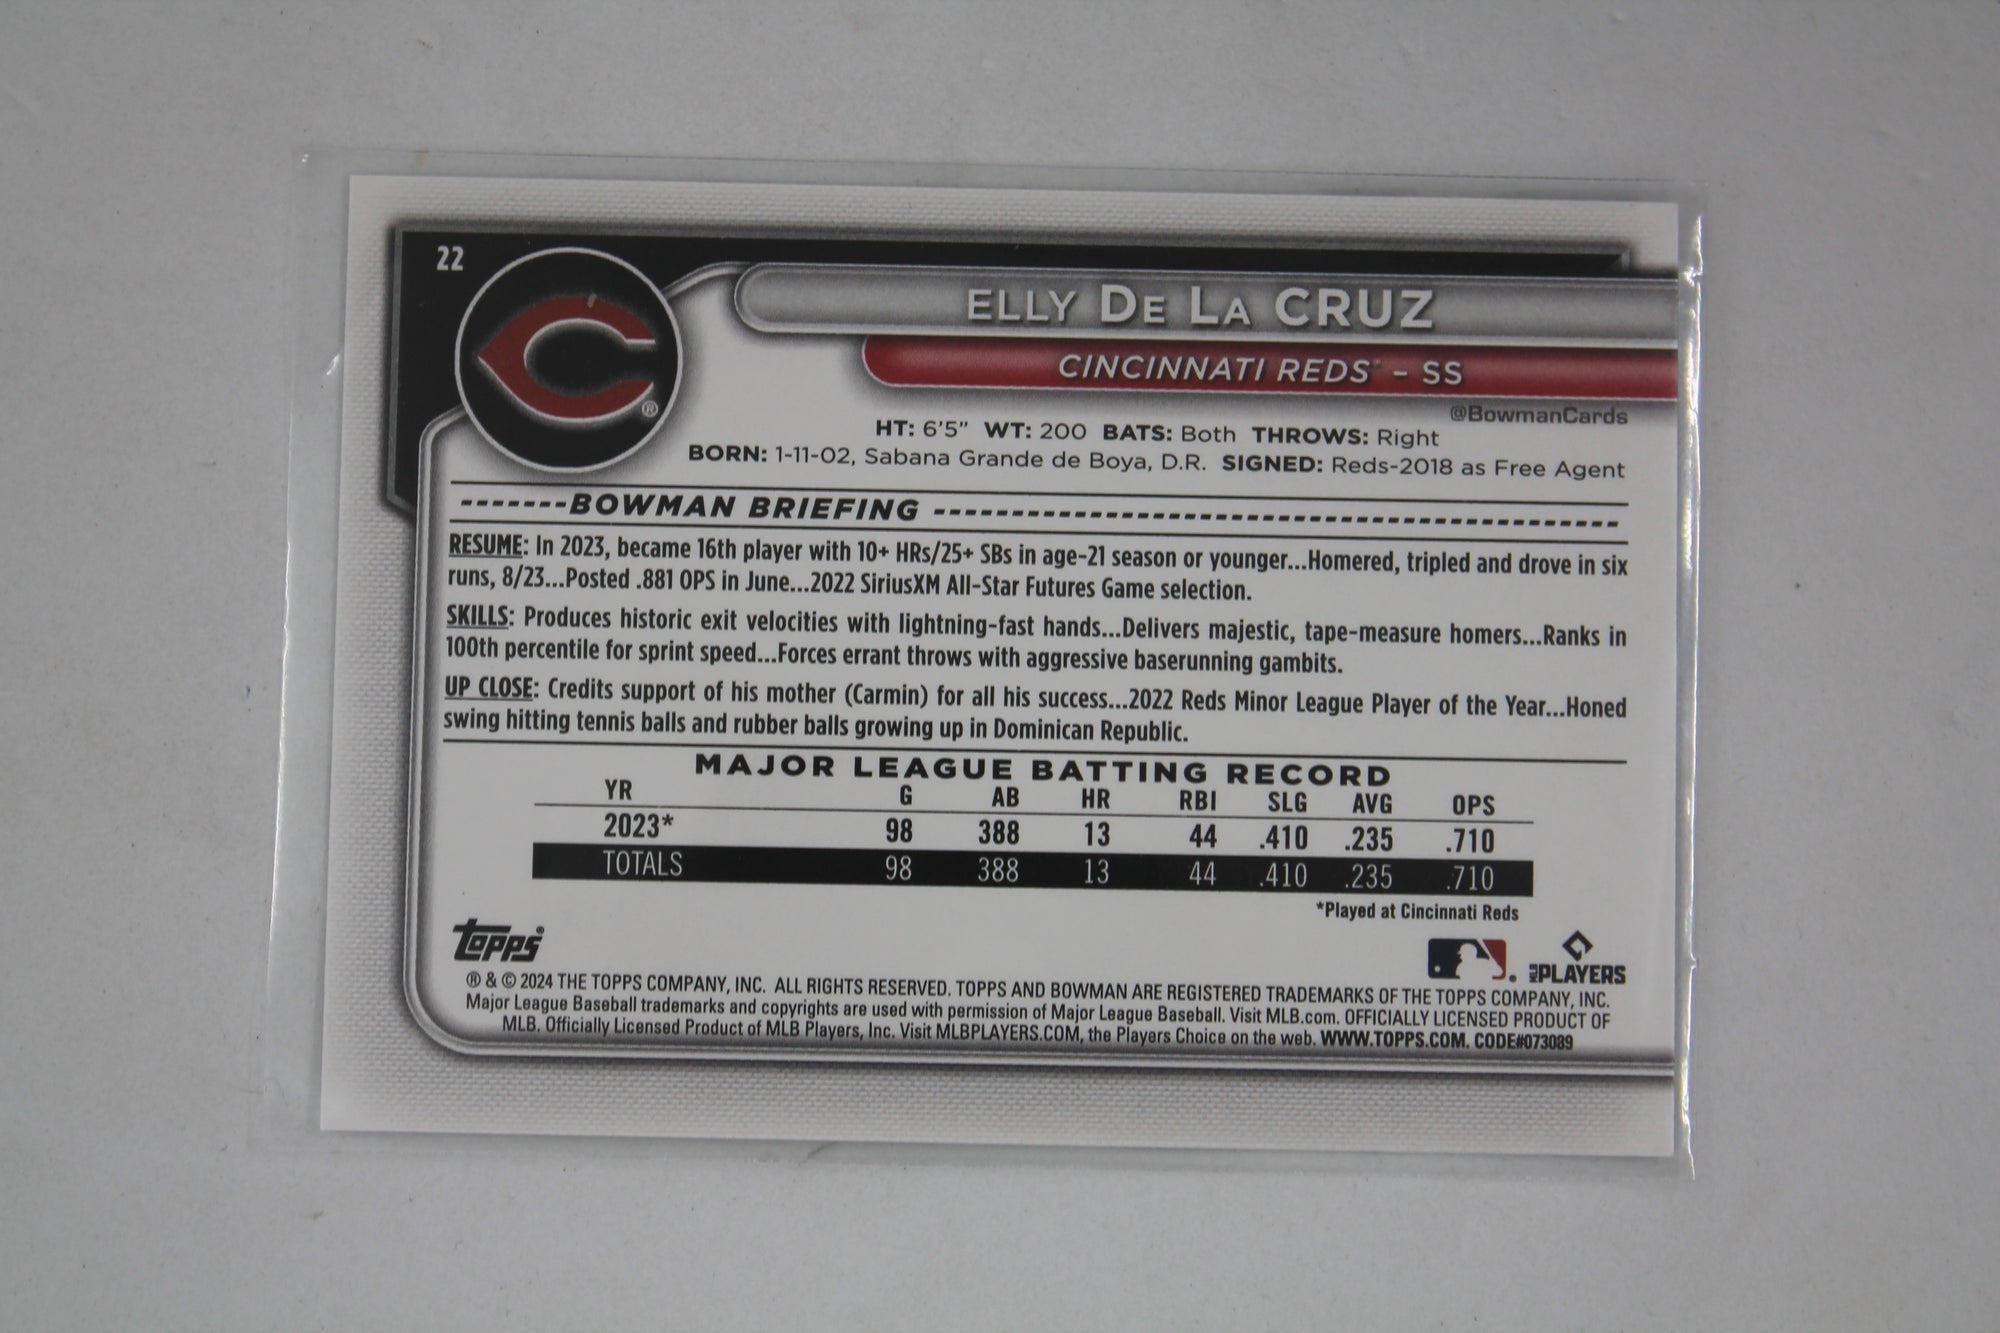 22
ELLY DE LA CRUZ
CINCINNATI REDS™ - SS
@BowmanCards
HT: 6'5" WT: 200 BATS: Both THROWS: Right
BORN: 1-11-02, Sabana Grande de Boya, D.R. SIGNED: Reds-2018 as Free Agent
-------BOWMAN BRIEFING --------------------------------------------------
RESUME: In 2023, became 16th player with 10+ HRs/25+ SBs in age-21 season or younger...Homered, tripled and drove in six
runs, 8/23...Posted .881 OPS in June...2022 SiriusXM All-Star Futures Game selection.
SKILLS: Produces historic exit velocities with lightning-fast hands...Delivers majestic, tape-measure homers...Ranks in
100th percentile for sprint speed...Forces errant throws with aggressive baserunning gambits.
UP CLOSE: Credits support of his mother (Carmin) for all his success...2022 Reds Minor League Player of the Year...Honed
swing hitting tennis balls and rubber balls growing up in Dominican Republic.
MAJOR LEAGUE BATTING RECORD
YR G AB HR RBI SLG AVG OPS
2023* 98 388 13 44 .410 .235 .710
TOTALS 98 388 13 44 .410 .235 .710
*Played at Cincinnati Reds
topps®
MLB PLAYERS
® & © 2024 THE TOPPS COMPANY, INC. ALL RIGHTS RESERVED. TOPPS AND BOWMAN ARE REGISTERED TRADEMARKS OF THE TOPPS COMPANY, INC.
Major League Baseball trademarks and copyrights are used with permission of Major League Baseball. Visit MLB.com. OFFICIALLY LICENSED PRODUCT OF
MLB. Officially Licensed Product of MLB Players, Inc. Visit MLBPLAYERS.COM, the Players Choice on the web. WWW.TOPPS.COM. CODE#073089